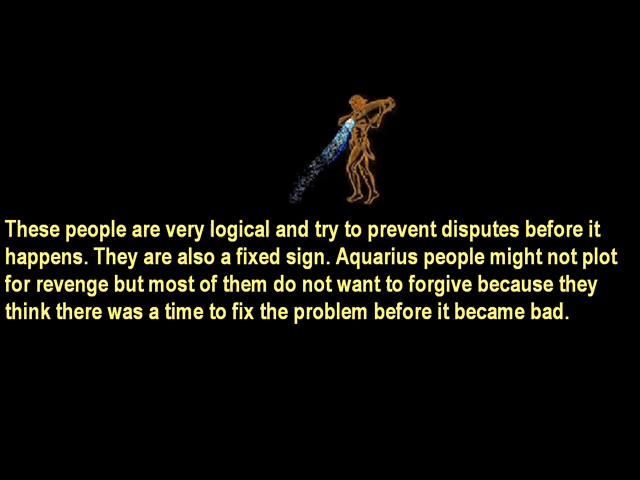 These people are very logical and try to prevent disputes before it
happens. They are also a fixed sign. Aquarius people might not plot
for revenge but most of them do not want to forgive because they
think there was a time to fix the problem before it became bad.